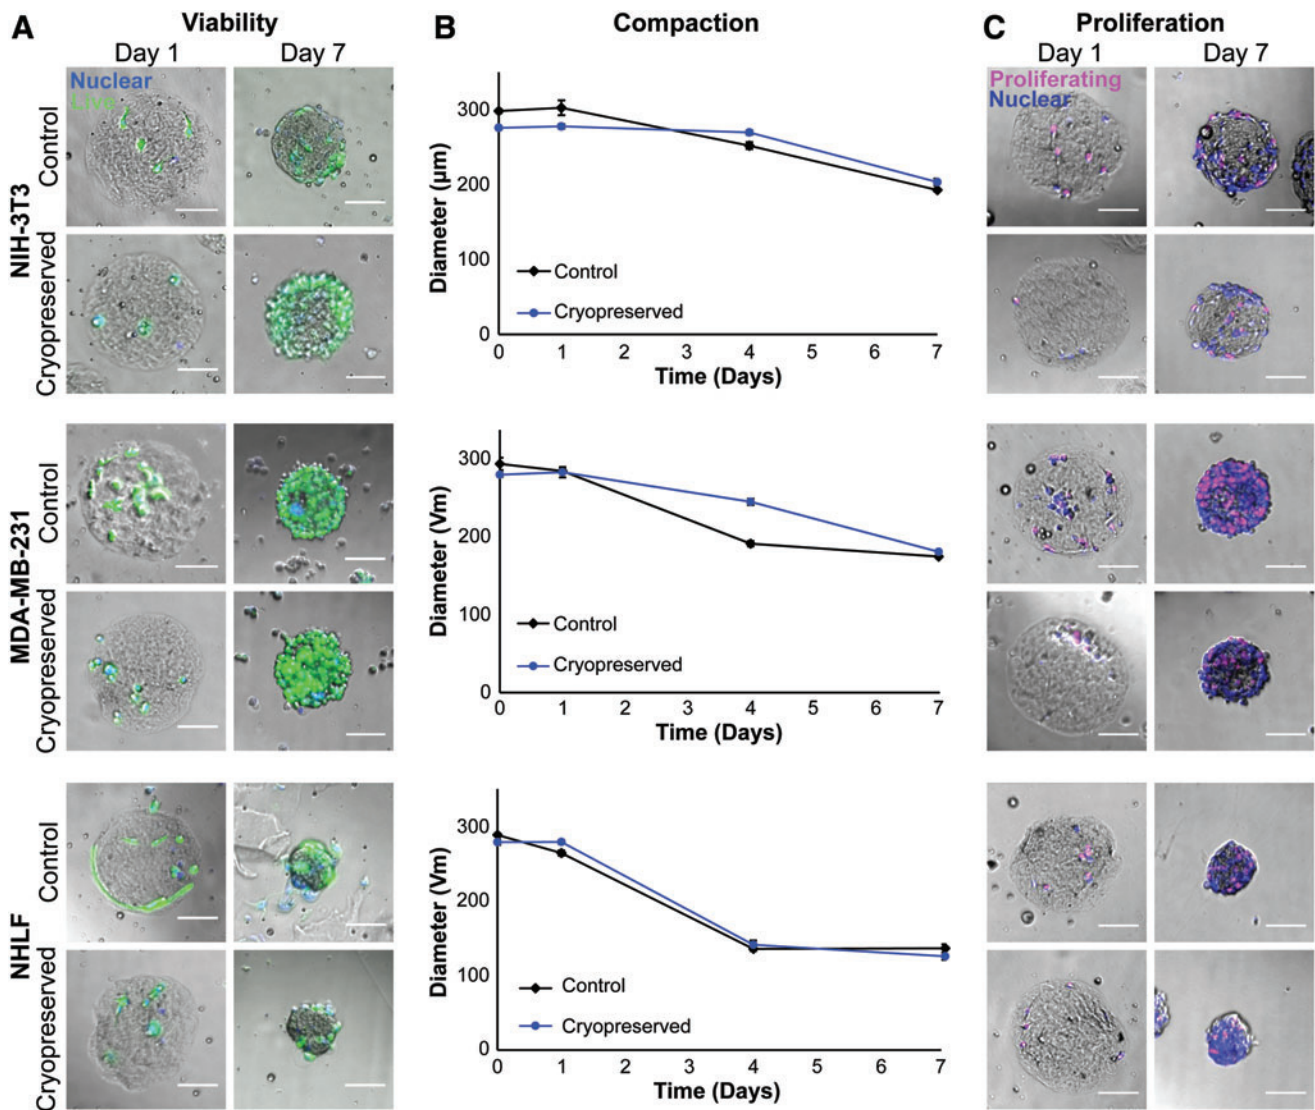 A Viability
Day 1 Day 7
Nuclear
Live
NIH-3T3
Control
Cryopreserved
MDA-MB-231
Control
Cryopreserved
NHLF
Control
Cryopreserved
B Compaction
Diameter (µm)
300
200
100
0
Control
Cryopreserved
0 1 2 3 4 5 6 7
Time (Days)
Diameter (Vm)
300
200
100
0
Control
Cryopreserved
0 1 2 3 4 5 6 7
Time (Days)
Diameter (Vm)
300
200
100
0
Control
Cryopreserved
0 1 2 3 4 5 6 7
Time (Days)
C Proliferation
Day 1 Day 7
Proliferating
Nuclear